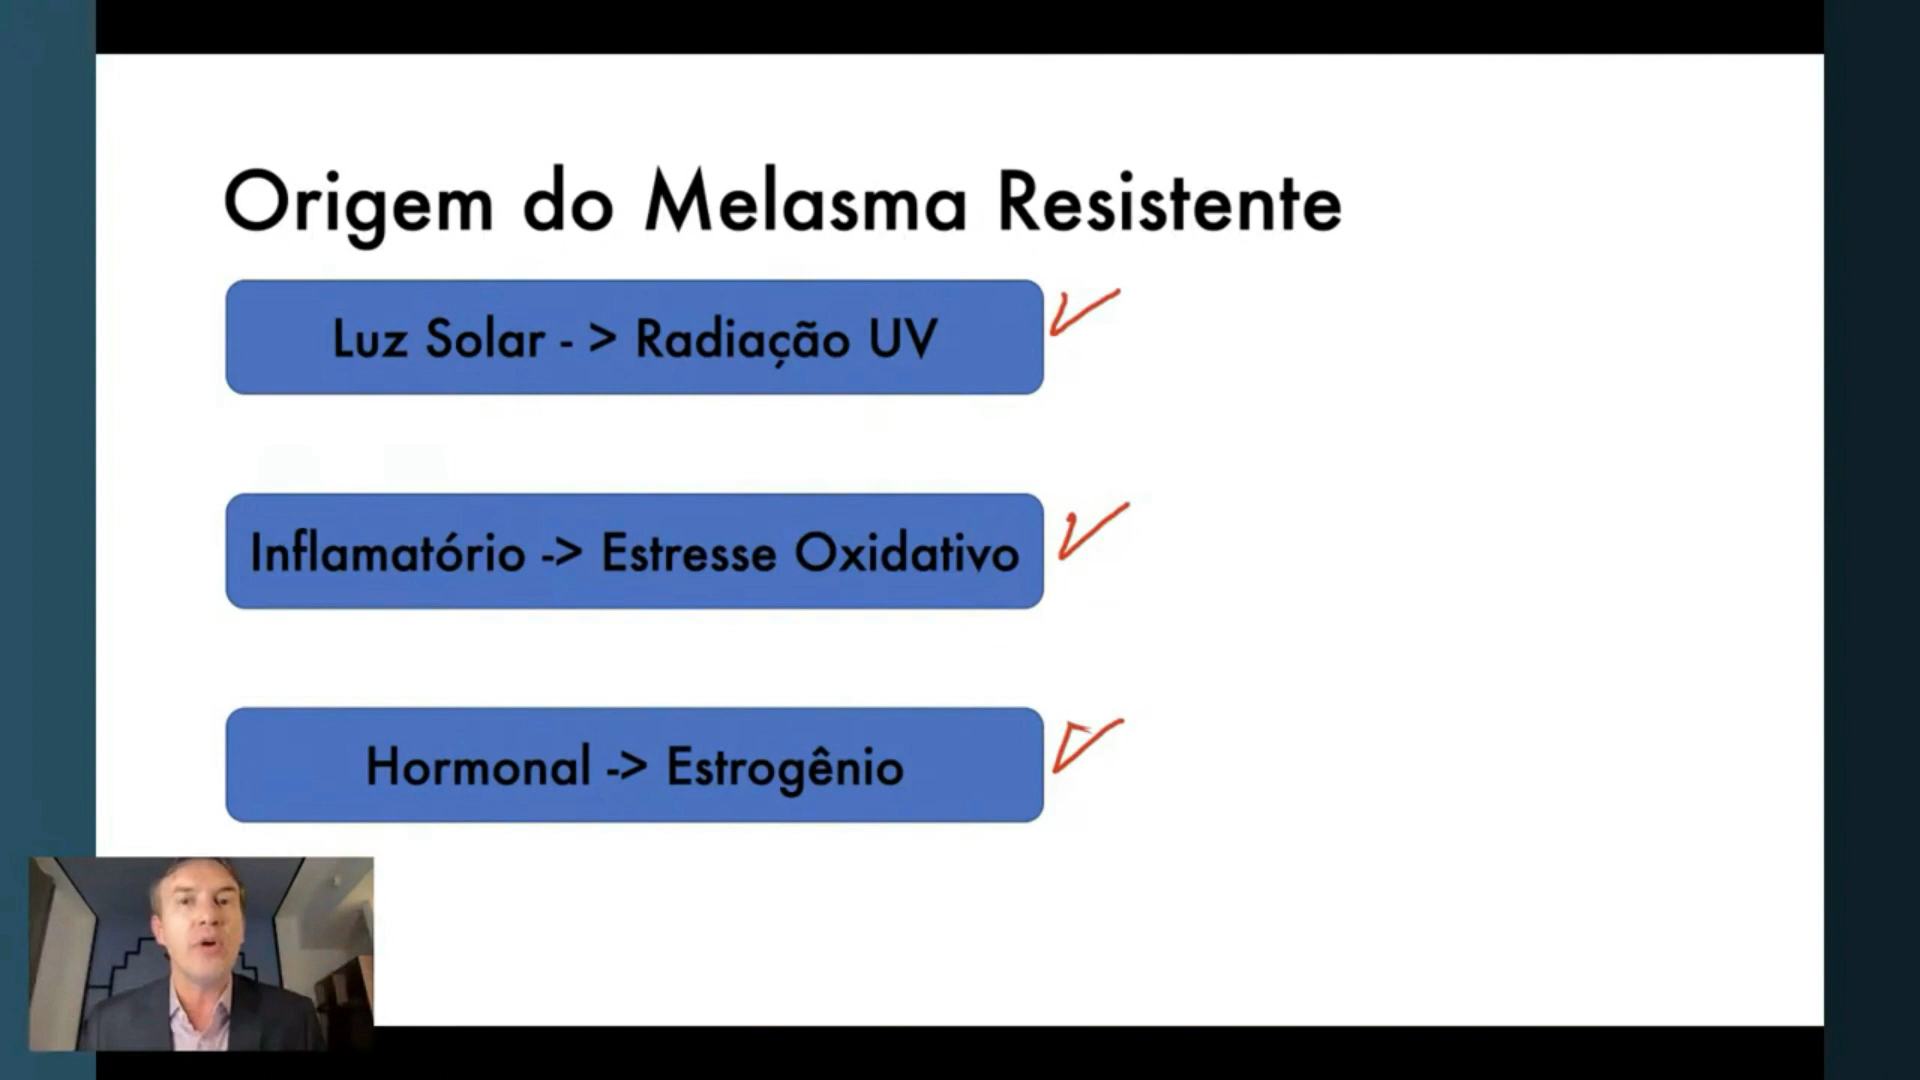 Origem do Melasma Resistente
Luz Solar - > Radiação UV
Inflamatório -> Estresse Oxidativo
Hormonal -> Estrogênio